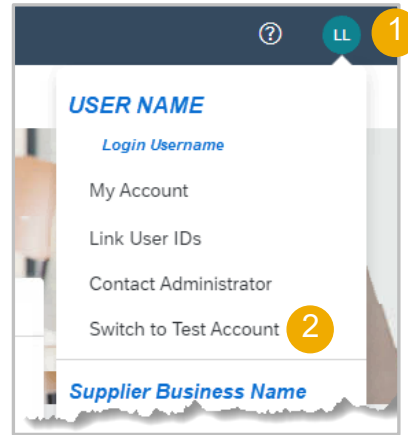 ? LL 1
USER NAME
Login Username
My Account
Link User IDs
Contact Administrator
Switch to Test Account 2
Supplier Business Name